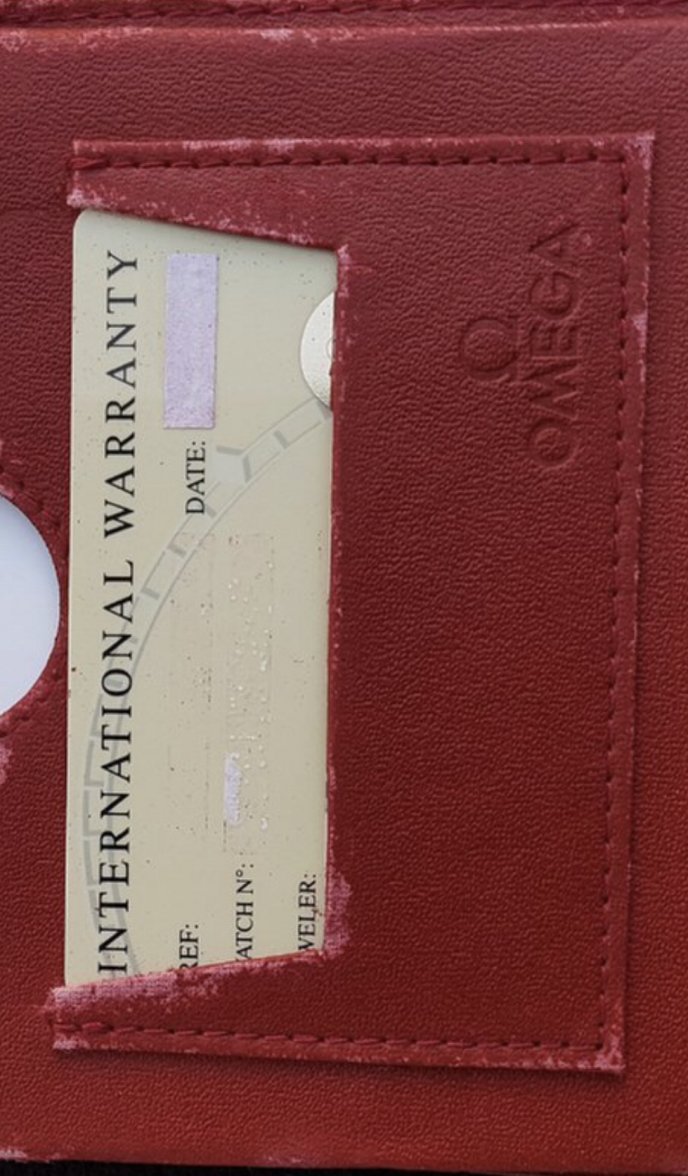 INTERNATIONAL WARRANTY
DATE:
REF:
ATCH N°:
WELER:
Ω
OMEGA